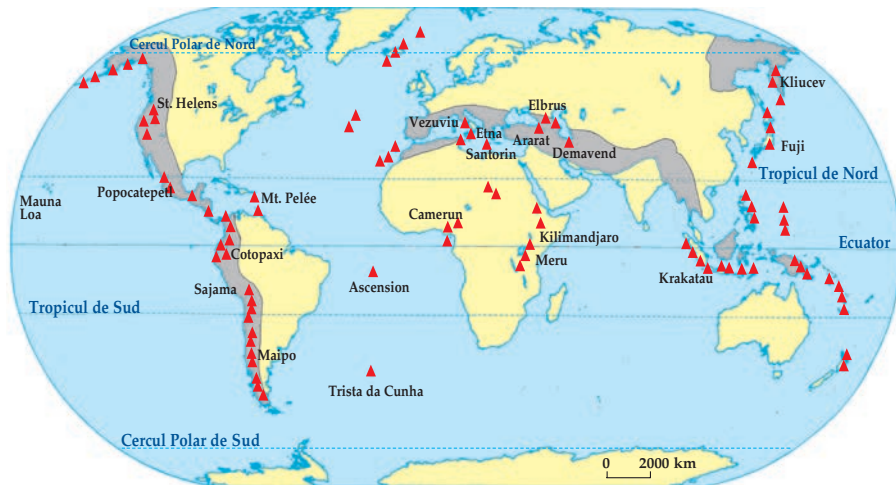 Cercul Polar de Nord
St. Helens
Kliucev
Elbrus
Vezuviu
Etna
Ararat
Santorin
Demavend
Fuji
Tropicul de Nord
Popocatepetl
Mt. Pelée
Mauna
Loa
Camerun
Kilimandjaro
Ecuator
Cotopaxi
Meru
Krakatau
Sajama
Ascension
Tropicul de Sud
Maipo
Trista da Cunha
Cercul Polar de Sud
0 2000 km